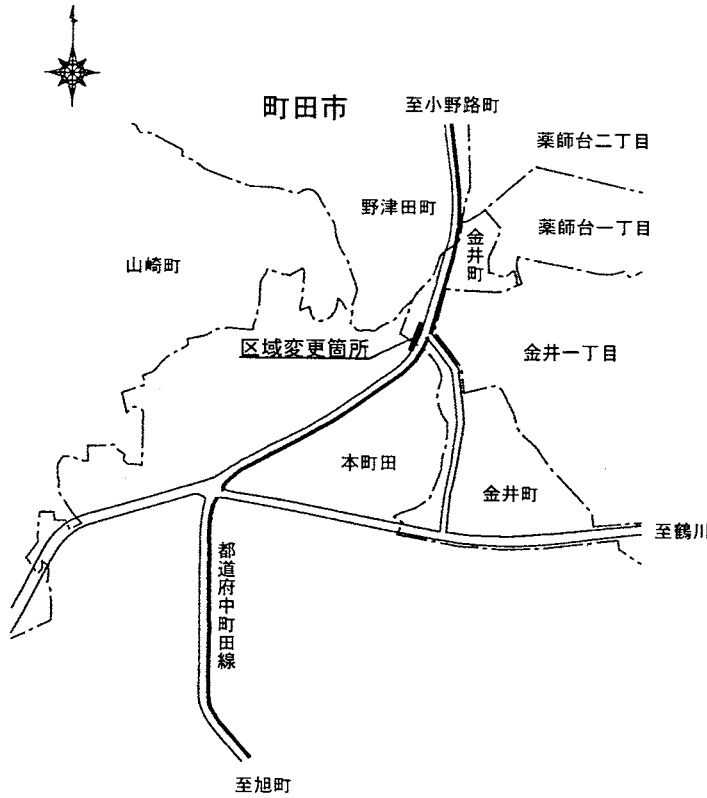 町田市
至小野路町
薬師台二丁目
野津田町
薬師台一丁目
金井町
山崎町
区域変更箇所
金井一丁目
本町田
金井町
至鶴川
都道府中町田線
至旭町